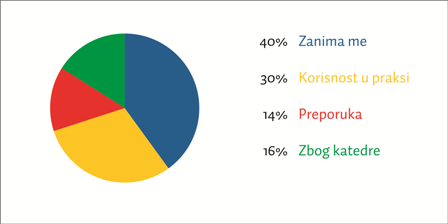 40% Zanima me
30% Korisnost u praksi
14% Preporuka
16% Zbog katedre